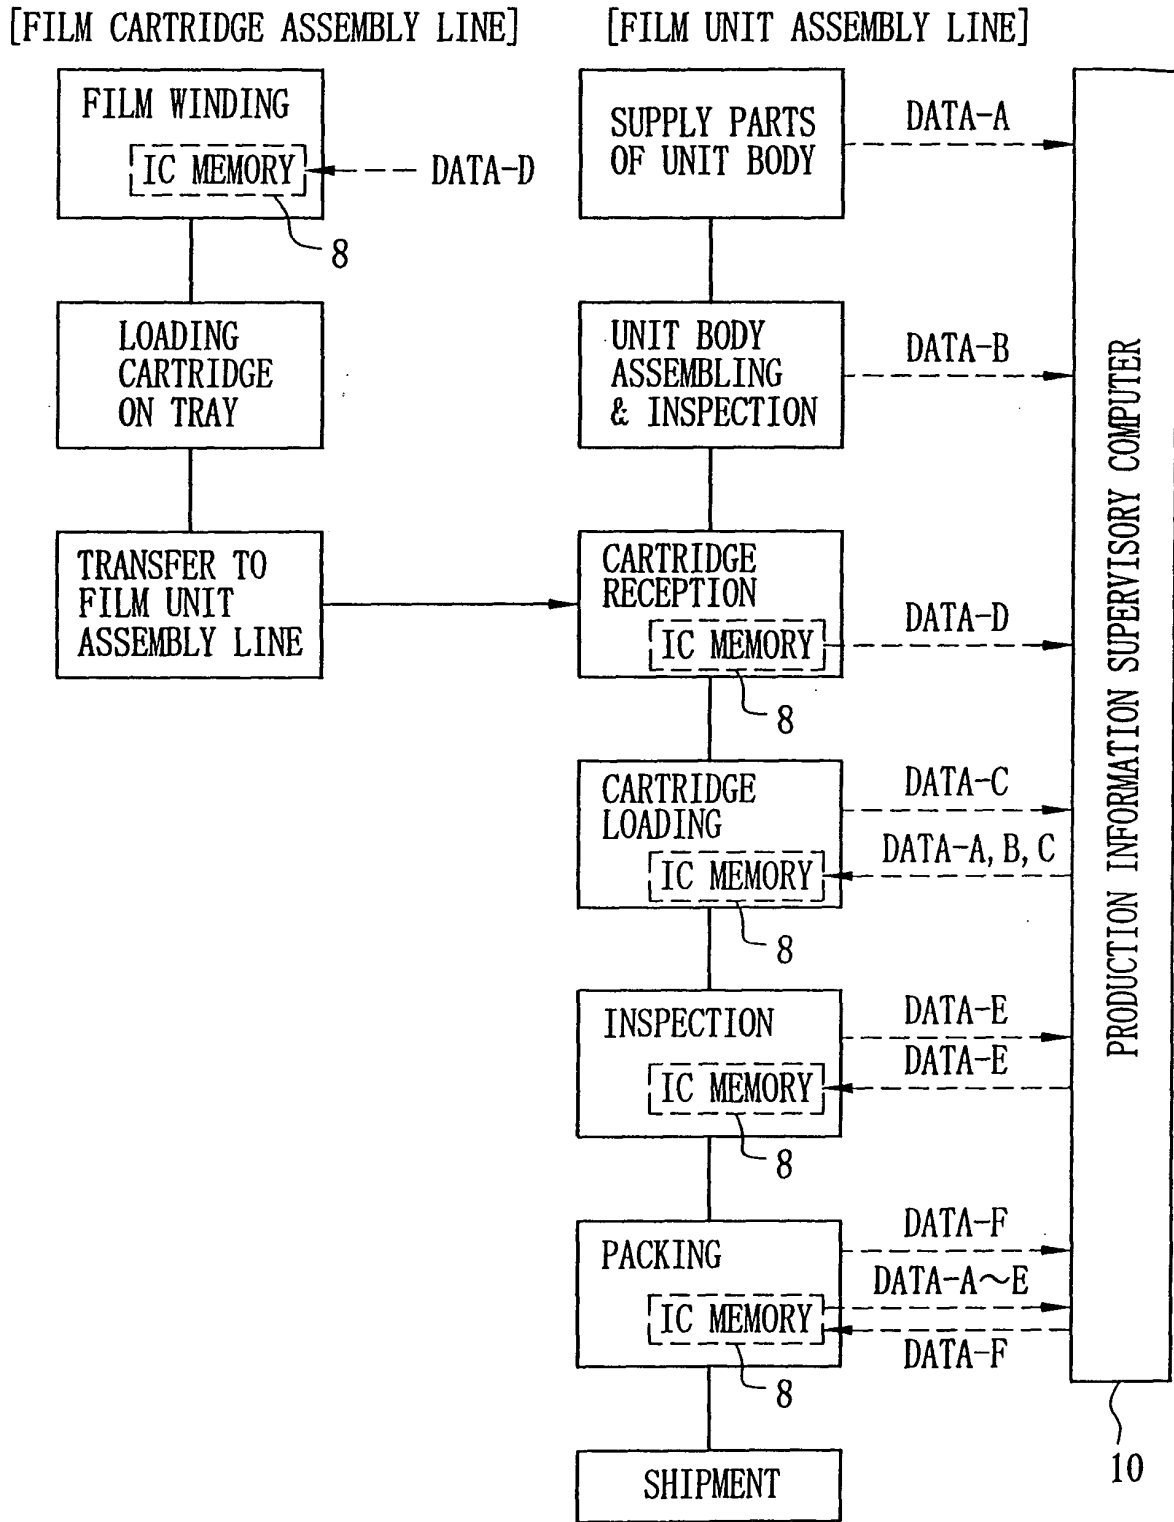 [FILM CARTRIDGE ASSEMBLY LINE]
FILM WINDING
IC MEMORY
DATA-D
8
LOADING
CARTRIDGE
ON TRAY
TRANSFER TO
FILM UNIT
ASSEMBLY LINE
[FILM UNIT ASSEMBLY LINE]
SUPPLY PARTS
OF UNIT BODY
DATA-A
UNIT BODY
ASSEMBLING
& INSPECTION
DATA-B
CARTRIDGE
RECEPTION
IC MEMORY
DATA-D
8
CARTRIDGE
LOADING
IC MEMORY
DATA-C
DATA-A, B, C
8
INSPECTION
IC MEMORY
DATA-E
DATA-E
8
PACKING
IC MEMORY
DATA-F
DATA-A～E
DATA-F
8
SHIPMENT
PRODUCTION INFORMATION SUPERVISORY COMPUTER
10